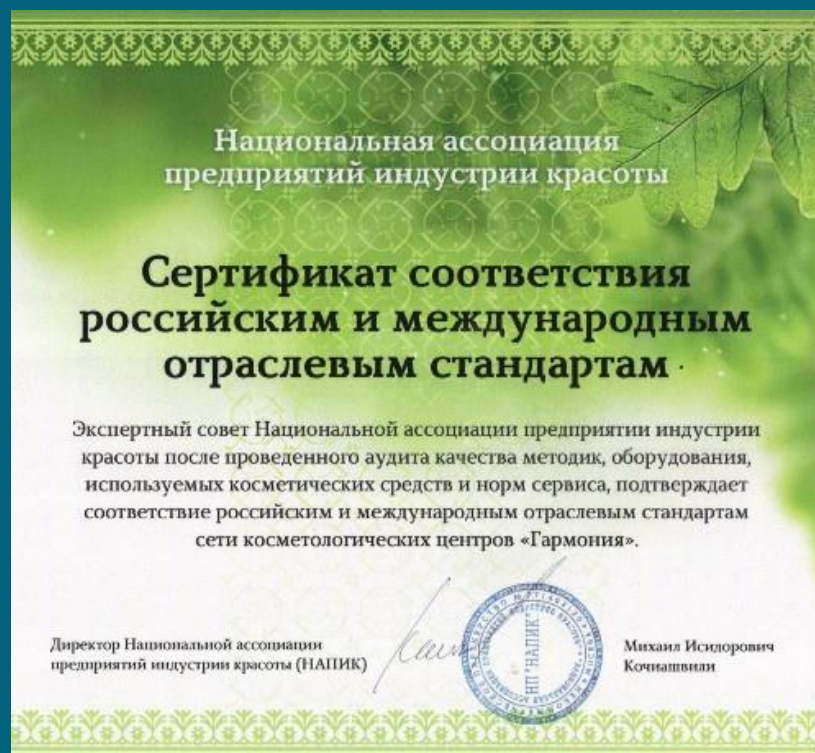 Национальная ассоциация
предприятий индустрии красоты
Сертификат соответствия
российским и международным
отраслевым стандартам
Экспертный совет Национальной ассоциации предприятии индустрии
красоты после проведенного аудита качества методик, оборудования,
используемых косметических средств и норм сервиса, подтверждает
соответствие российским и международным отраслевым стандартам
сети косметологических центров «Гармония».
Директор Национальной ассоциации
предприятий индустрии красоты (НАПИК)
НП "НАПИК"
Михаил Исидорович
Кочиашвили